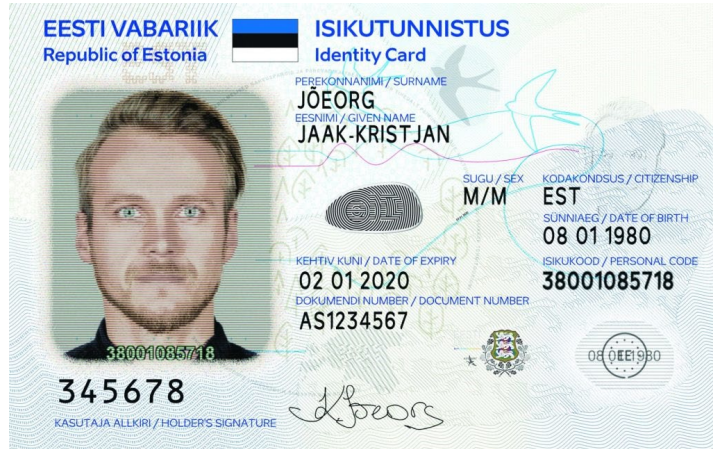 EESTI VABARIIK
Republic of Estonia
ISIKUTUNNISTUS
Identity Card
PEREKONNANIMI / SURNAME
JÕEORG
EESNIMI / GIVEN NAME
JAAK-KRISTJAN
SUGU / SEX
M/M
KODAKONDSUS / CITIZENSHIP
EST
SÜNNIAEG / DATE OF BIRTH
08 01 1980
KEHTIV KUNI / DATE OF EXPIRY
02 01 2020
ISIKUKOOD / PERSONAL CODE
38001085718
DOKUMENDI NUMBER / DOCUMENT NUMBER
AS1234567
38001085718
345678
KASUTAJA ALLKIRI / HOLDER'S SIGNATURE
EE